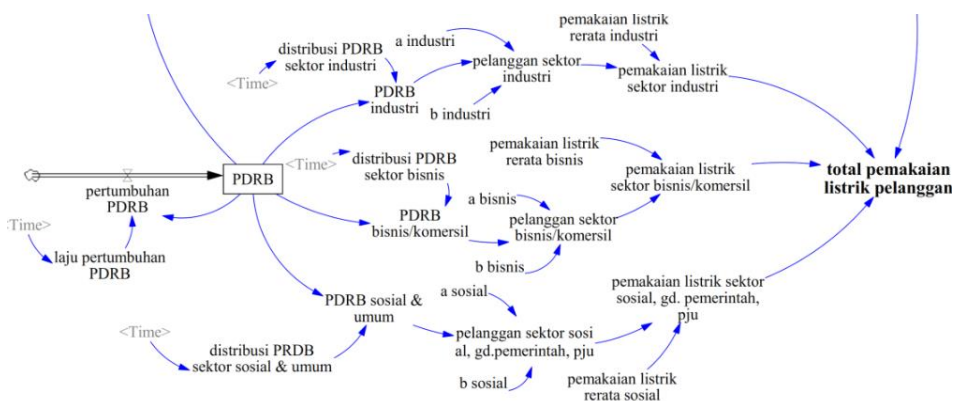 pemakaian listrik
rerata industri
a industri
distribusi PDRB
sektor industri
pelanggan sektor
industri
<Time>
pemakaian listrik
sektor industri
PDRB
industri
b industri
pemakaian listrik
rerata bisnis
<Time>
distribusi PDRB
sektor bisnis
pemakaian listrik
sektor bisnis/komersil
total pemakaian
listrik pelanggan
PDRB
pertumbuhan
PDRB
a bisnis
PDRB
bisnis/komersil
pelanggan sektor
bisnis/komersil
<Time>
laju pertumbuhan
PDRB
b bisnis
pemakaian listrik sektor
sosial, gd. pemerintah,
pju
a sosial
PDRB sosial &
umum
<Time>
pelanggan sektor sosi
al, gd.pemerintah, pju
distribusi PRDB
sektor sosial & umum
b sosial
pemakaian listrik
rerata sosial